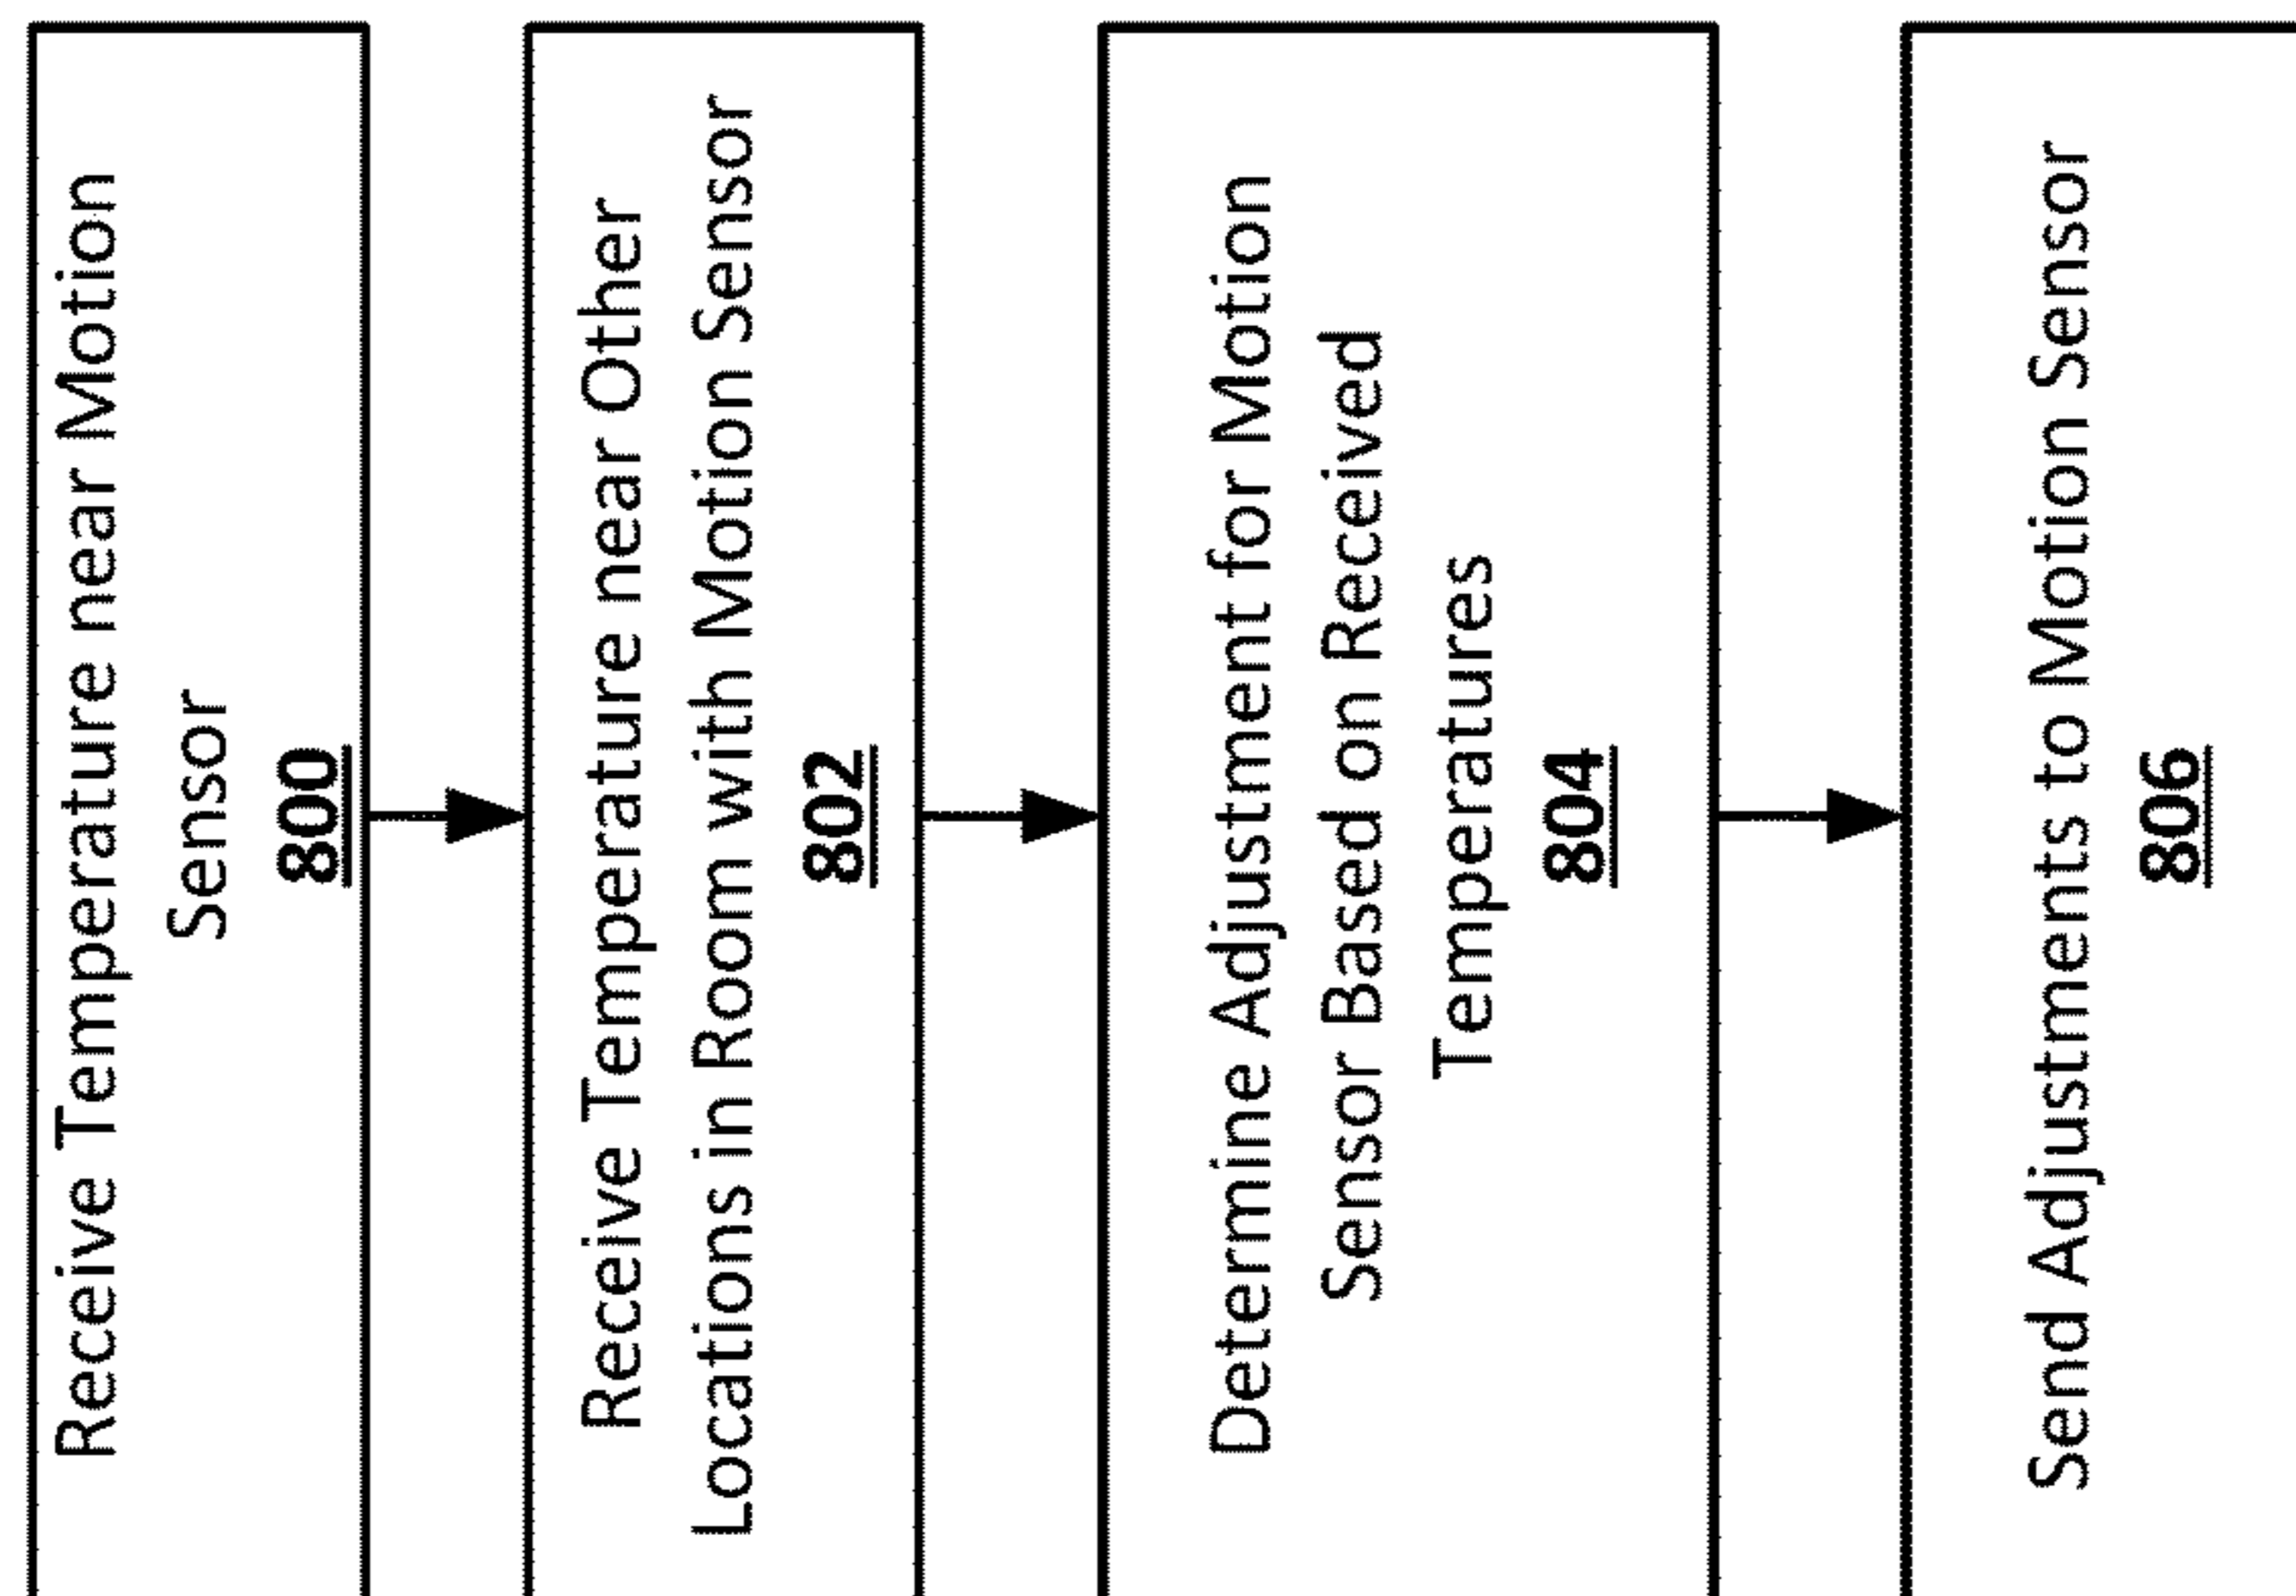 Receive Temperature near Motion
Sensor
800
Receive Temperature near Other
Locations in Room with Motion Sensor
802
Determine Adjustment for Motion
Sensor Based on Received
Temperatures
804
Send Adjustments to Motion Sensor
806